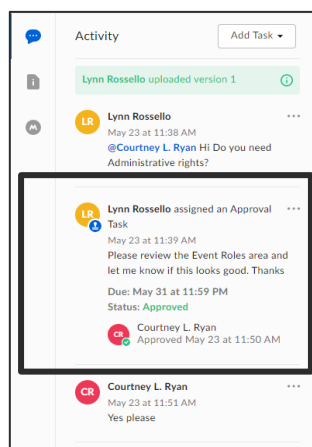 Activity
Add Task
Lynn Rossello uploaded version 1
LR
Lynn Rossello
May 23 at 11:38 AM
@Courtney L. Ryan Hi Do you need
Administrative rights?
LR
Lynn Rossello assigned an Approval
Task
May 23 at 11:39 AM
Please review the Event Roles area and
let me know if this looks good. Thanks
Due: May 31 at 11:59 PM
Status: Approved
CR
Courtney L. Ryan
Approved May 23 at 11:50 AM
CR
Courtney L. Ryan
May 23 at 11:51 AM
Yes please